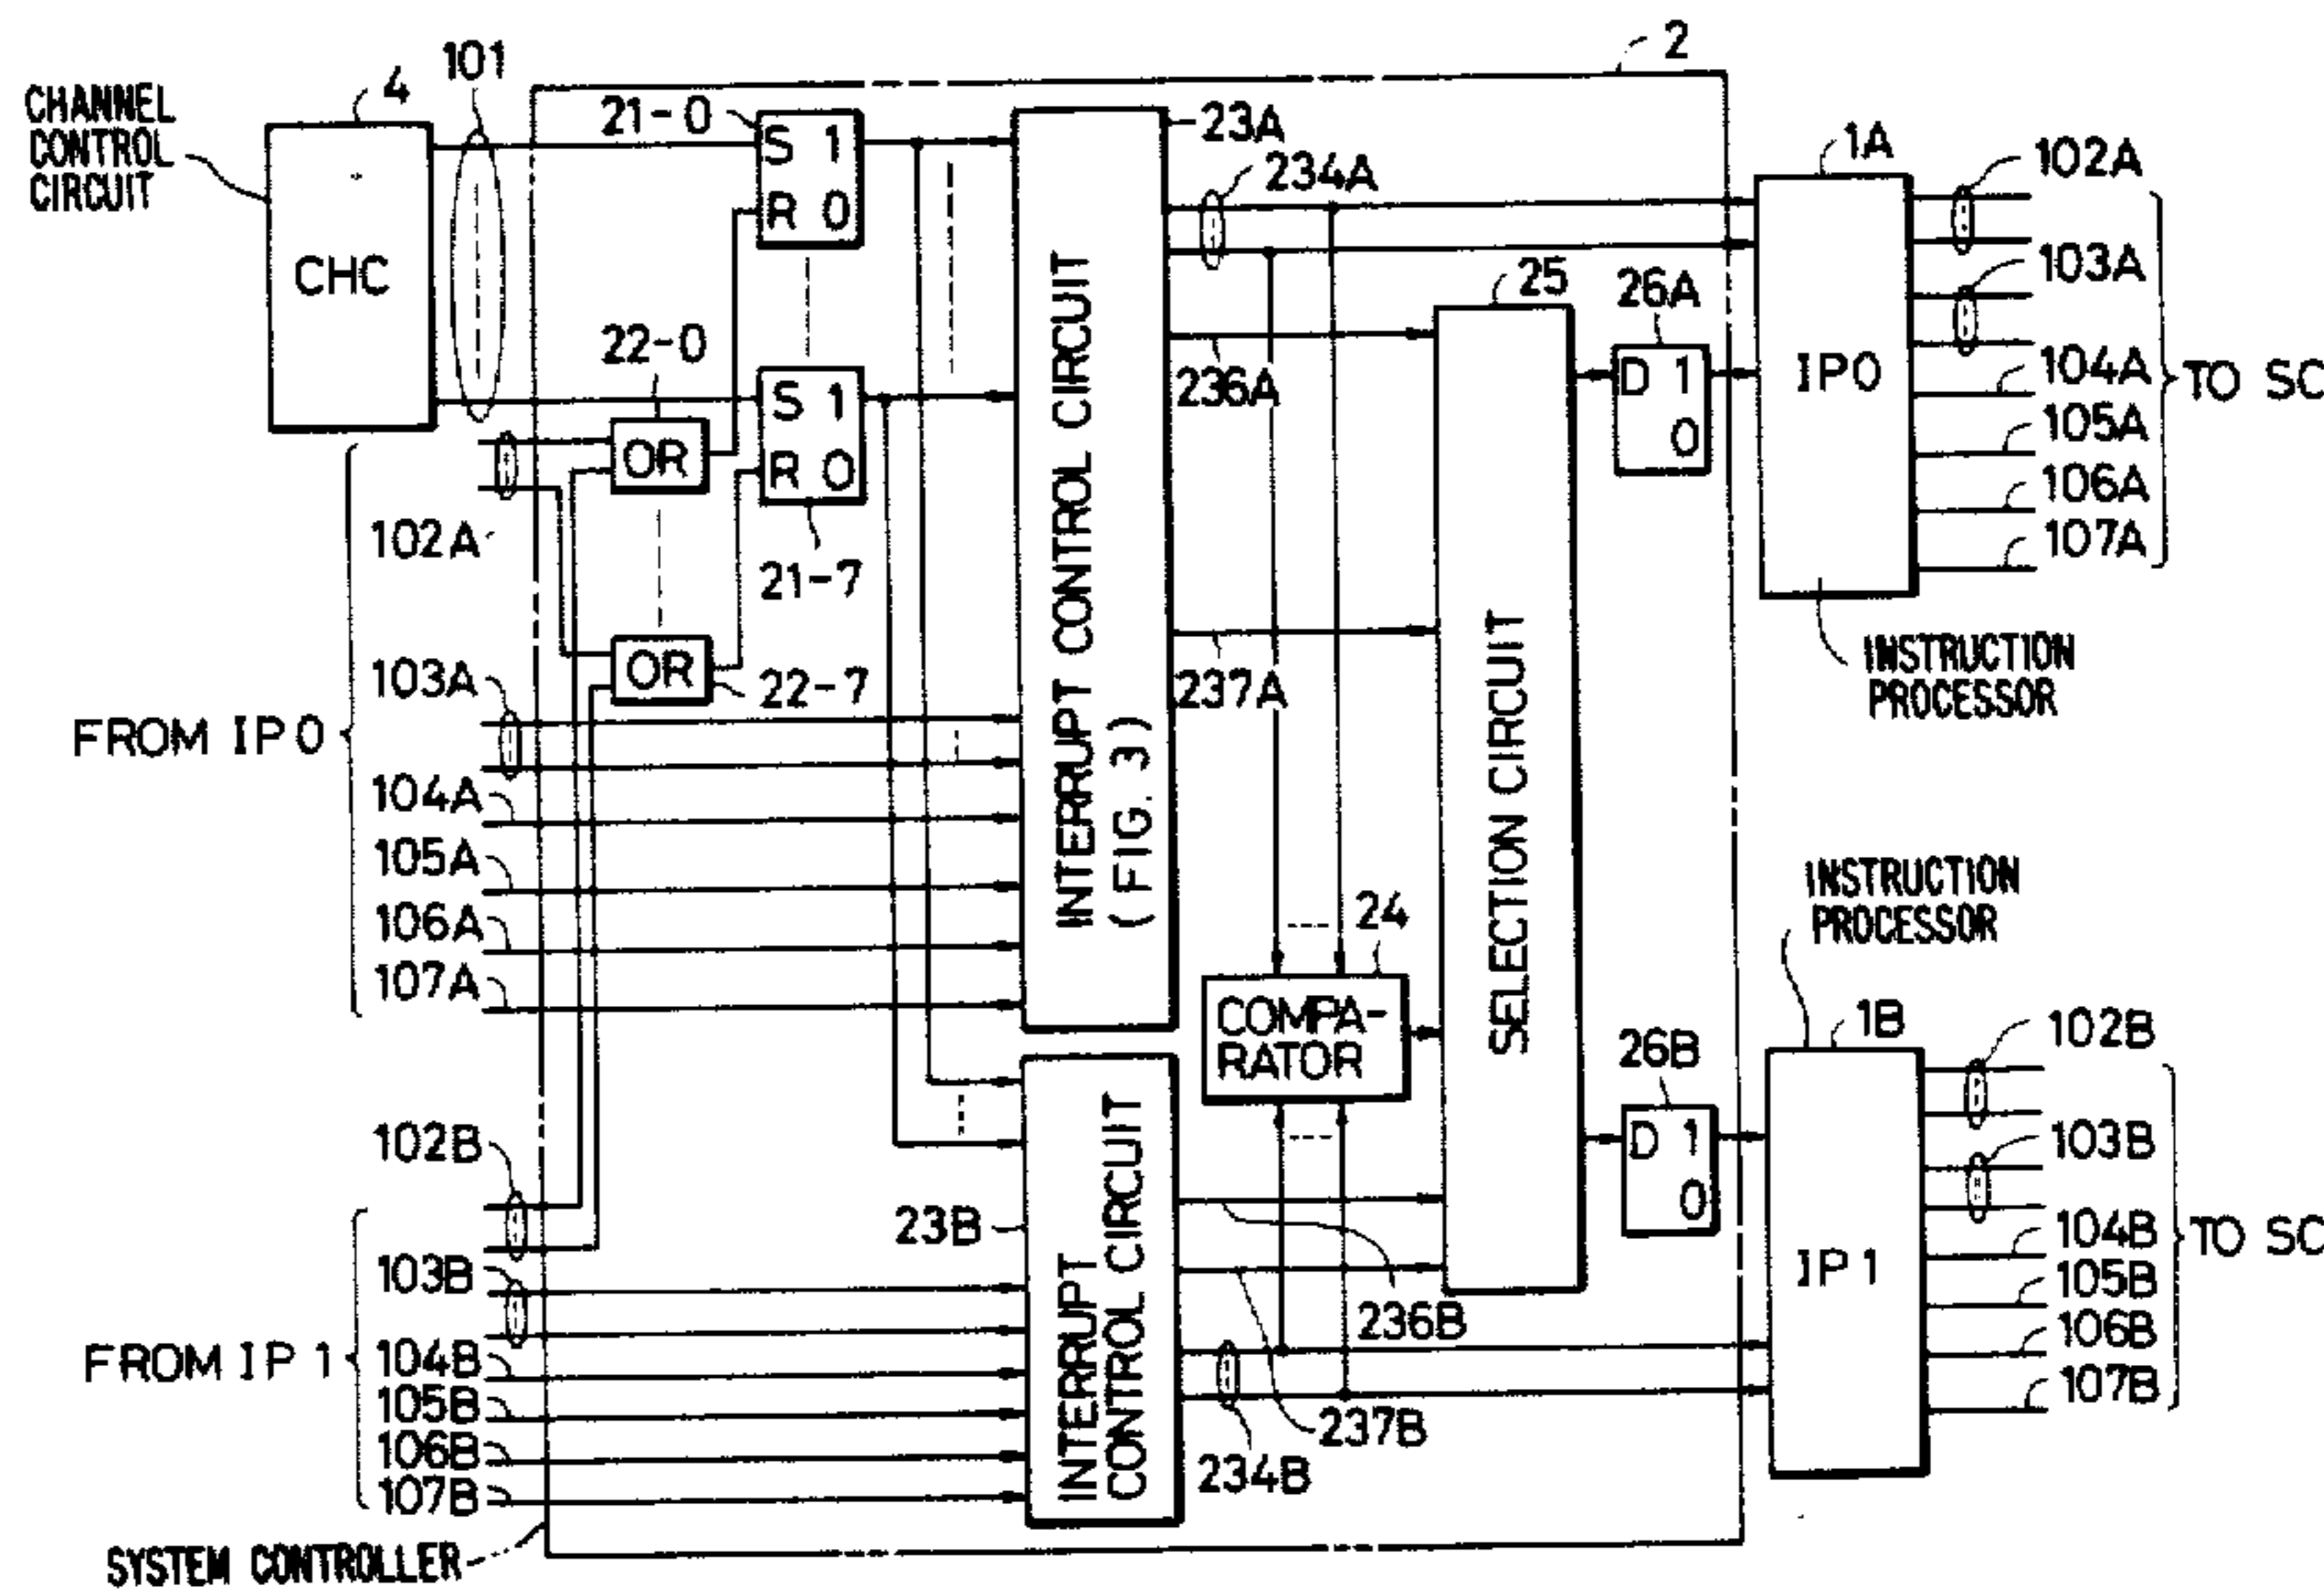 CHANNEL
CONTROL
CIRCUIT
4
101
CHC
2
21-0
S 1
R 0
22-0
OR
S 1
R 0
21-7
OR
22-7
23A
INTERRUPT CONTROL CIRCUIT
(FIG. 3)
234A
236A
237A
25
SELECTION CIRCUIT
26A
D 1
0
1A
IP0
INSTRUCTION
PROCESSOR
102A
103A
104A
105A
106A
107A
TO SC
FROM IP0
102A
103A
104A
105A
106A
107A
24
COMPA-
RATOR
26B
D 1
0
INSTRUCTION
PROCESSOR
1B
IP1
102B
103B
104B
105B
106B
107B
TO SC
FROM IP1
102B
103B
104B
105B
106B
107B
23B
INTERRUPT
CONTROL CIRCUIT
236B
237B
234B
SYSTEM CONTROLLER